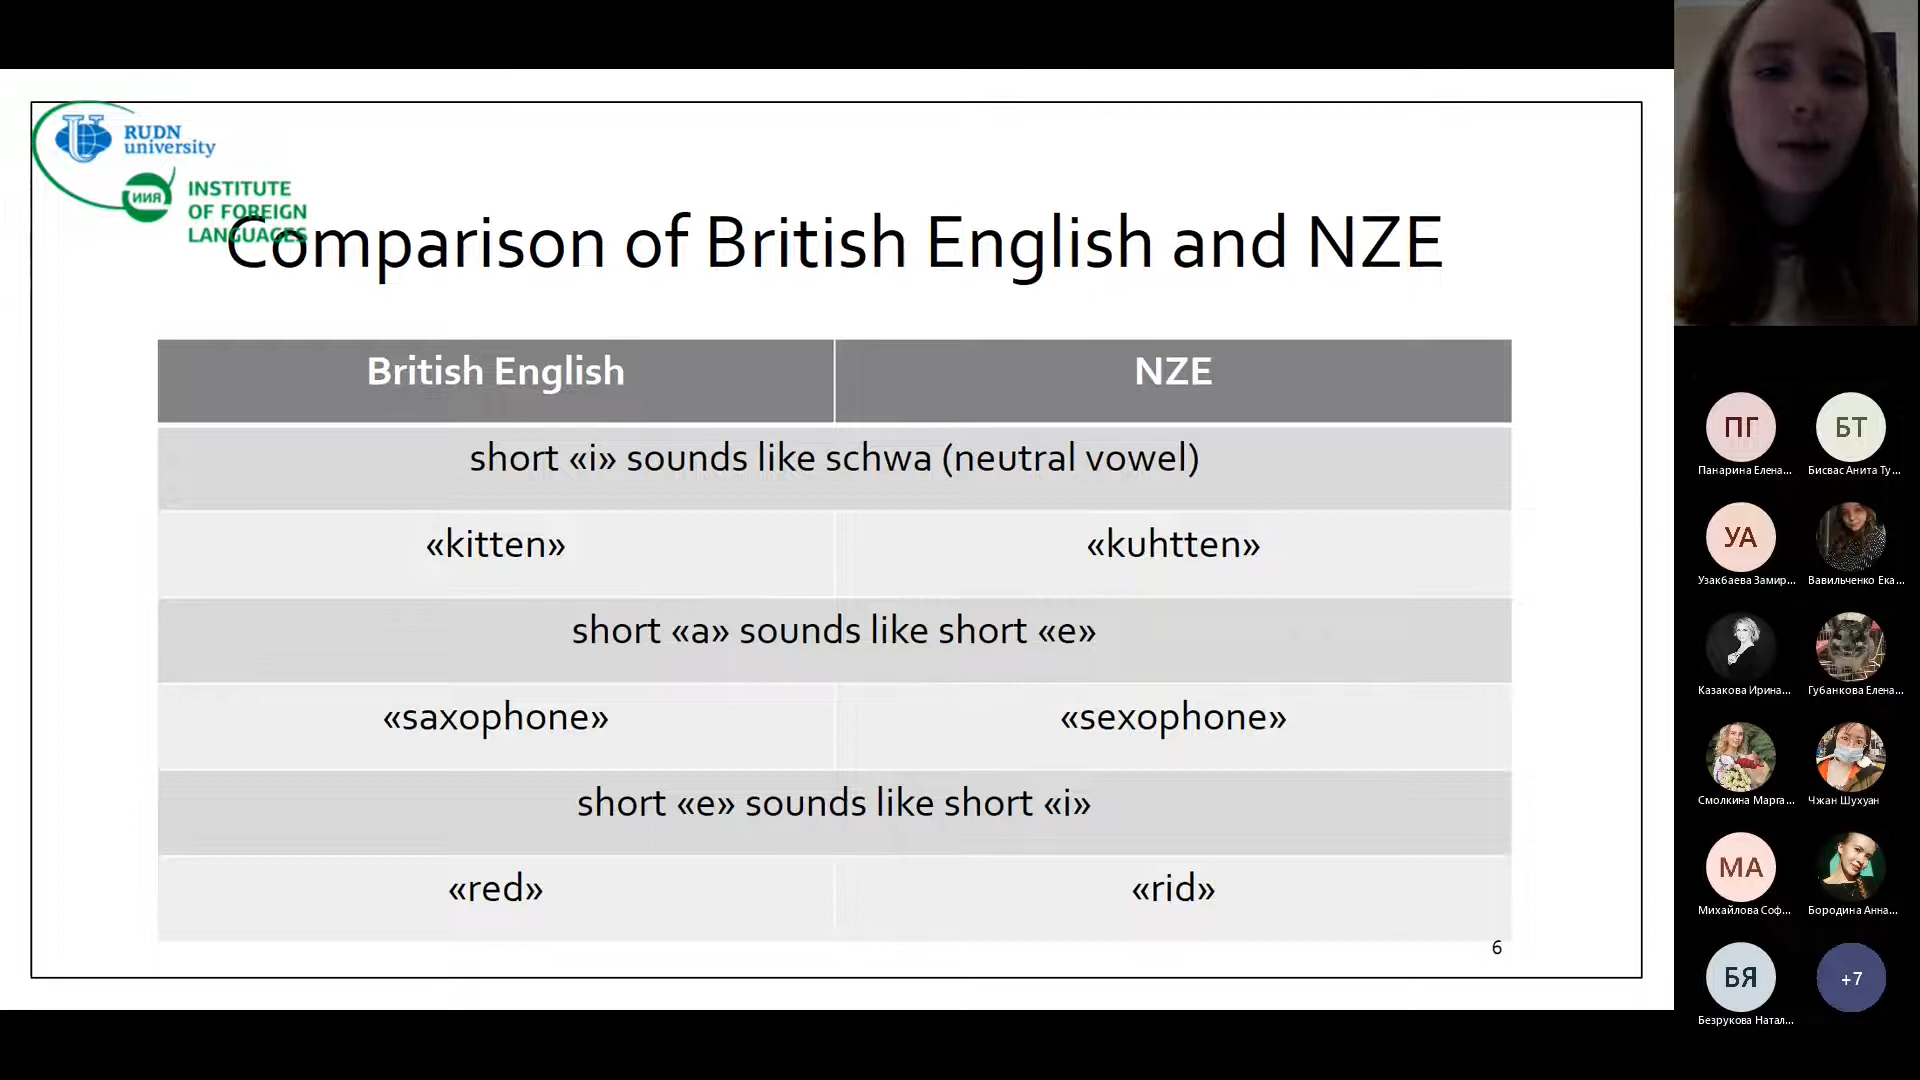 RUDN
university
ИИЯ
INSTITUTE
OF FOREIGN
LANGUAGES
Comparison of British English and NZE
British English
NZE
short «i» sounds like schwa (neutral vowel)
«kitten»
«kuhtten»
short «a» sounds like short «e»
«saxophone»
«sexophone»
short «e» sounds like short «i»
«red»
«rid»
6
ПГ
БТ
Панарина Елена...
Бисвас Анита Ту...
УА
Узакбаева Замир...
Вавильченко Ека...
Казакова Ирина...
Губанкова Елена...
Смолкина Марга...
Чжан Шухуан
МА
Михайлова Соф...
Бородина Анна...
БЯ
+7
Безрукова Натал...